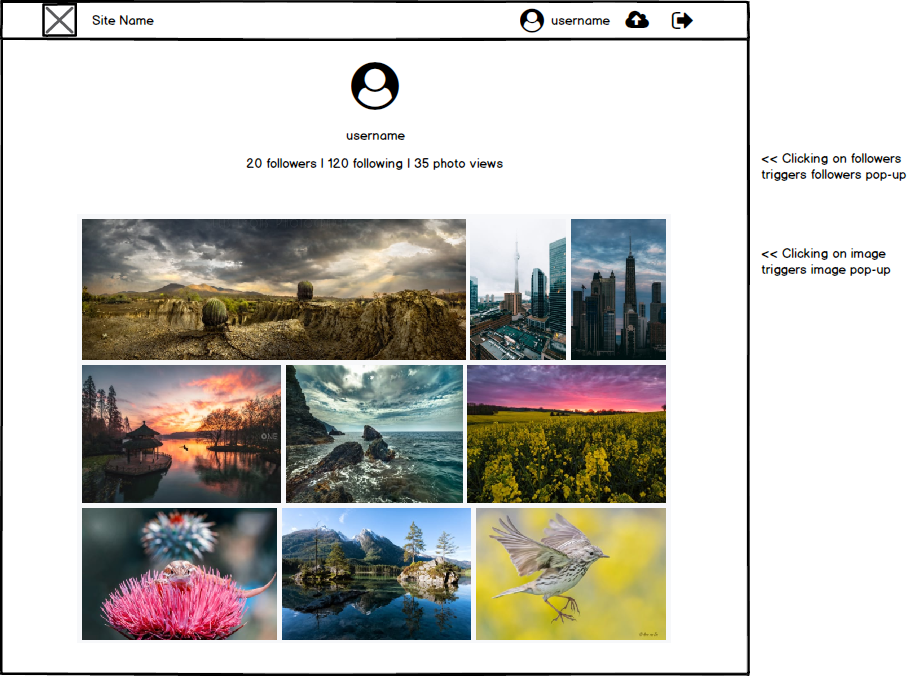 Site Name
username
username
20 followers | 120 following | 35 photo views
<< Clicking on followers
triggers followers pop-up
<< Clicking on image
triggers image pop-up